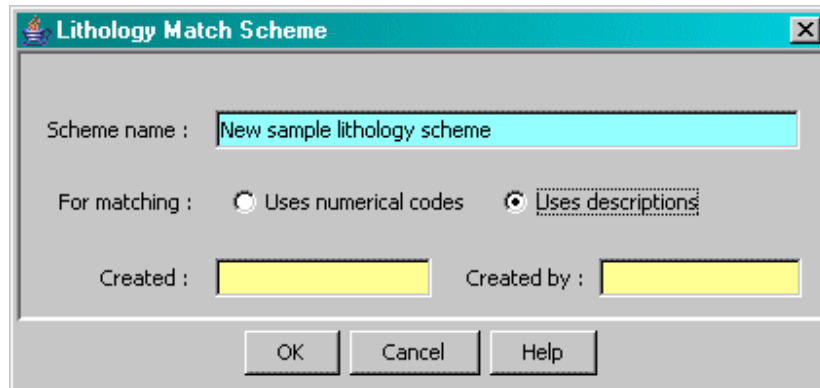 Lithology Match Scheme
Scheme name : New sample lithology scheme
For matching : Uses numerical codes Uses descriptions
Created : Created by :
OK Cancel Help